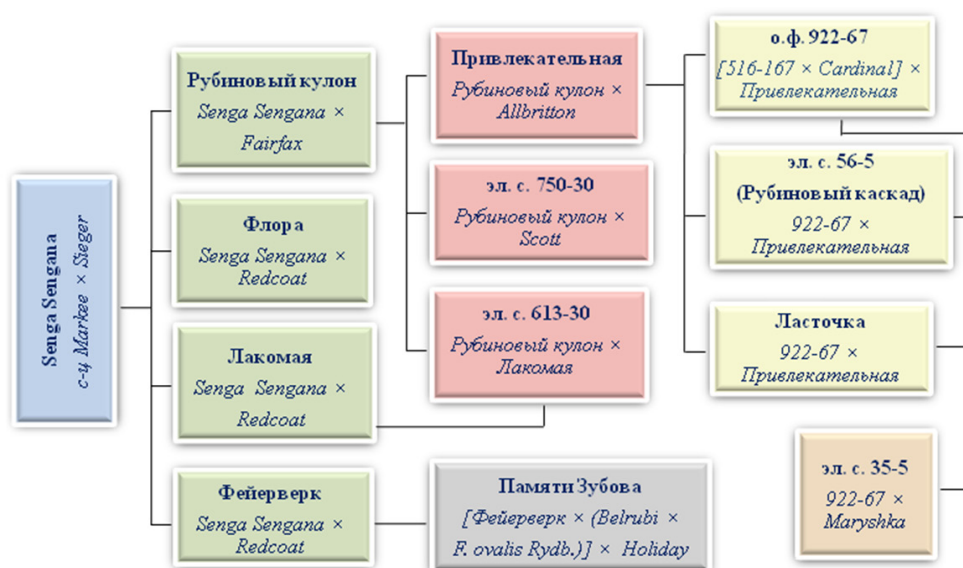 Senga Sengana
с-ц Markee × Sieger
Рубиновый кулон
Senga Sengana ×
Fairfax
Флора
Senga Sengana ×
Redcoat
Лакомая
Senga Sengana ×
Redcoat
Фейерверк
Senga Sengana ×
Redcoat
Привлекательная
Рубиновый кулон ×
Allbritton
эл. с. 750-30
Рубиновый кулон ×
Scott
эл. с. 613-30
Рубиновый кулон ×
Лакомая
Памяти Зубова
[Фейерверк × (Belrubi ×
F. ovalis Rydb.)] × Holiday
о.ф. 922-67
[516-167 × Cardinal] ×
Привлекательная
эл. с. 56-5
(Рубиновый каскад)
922-67 ×
Привлекательная
Ласточка
922-67 ×
Привлекательная
эл. с. 35-5
922-67 ×
Maryshka